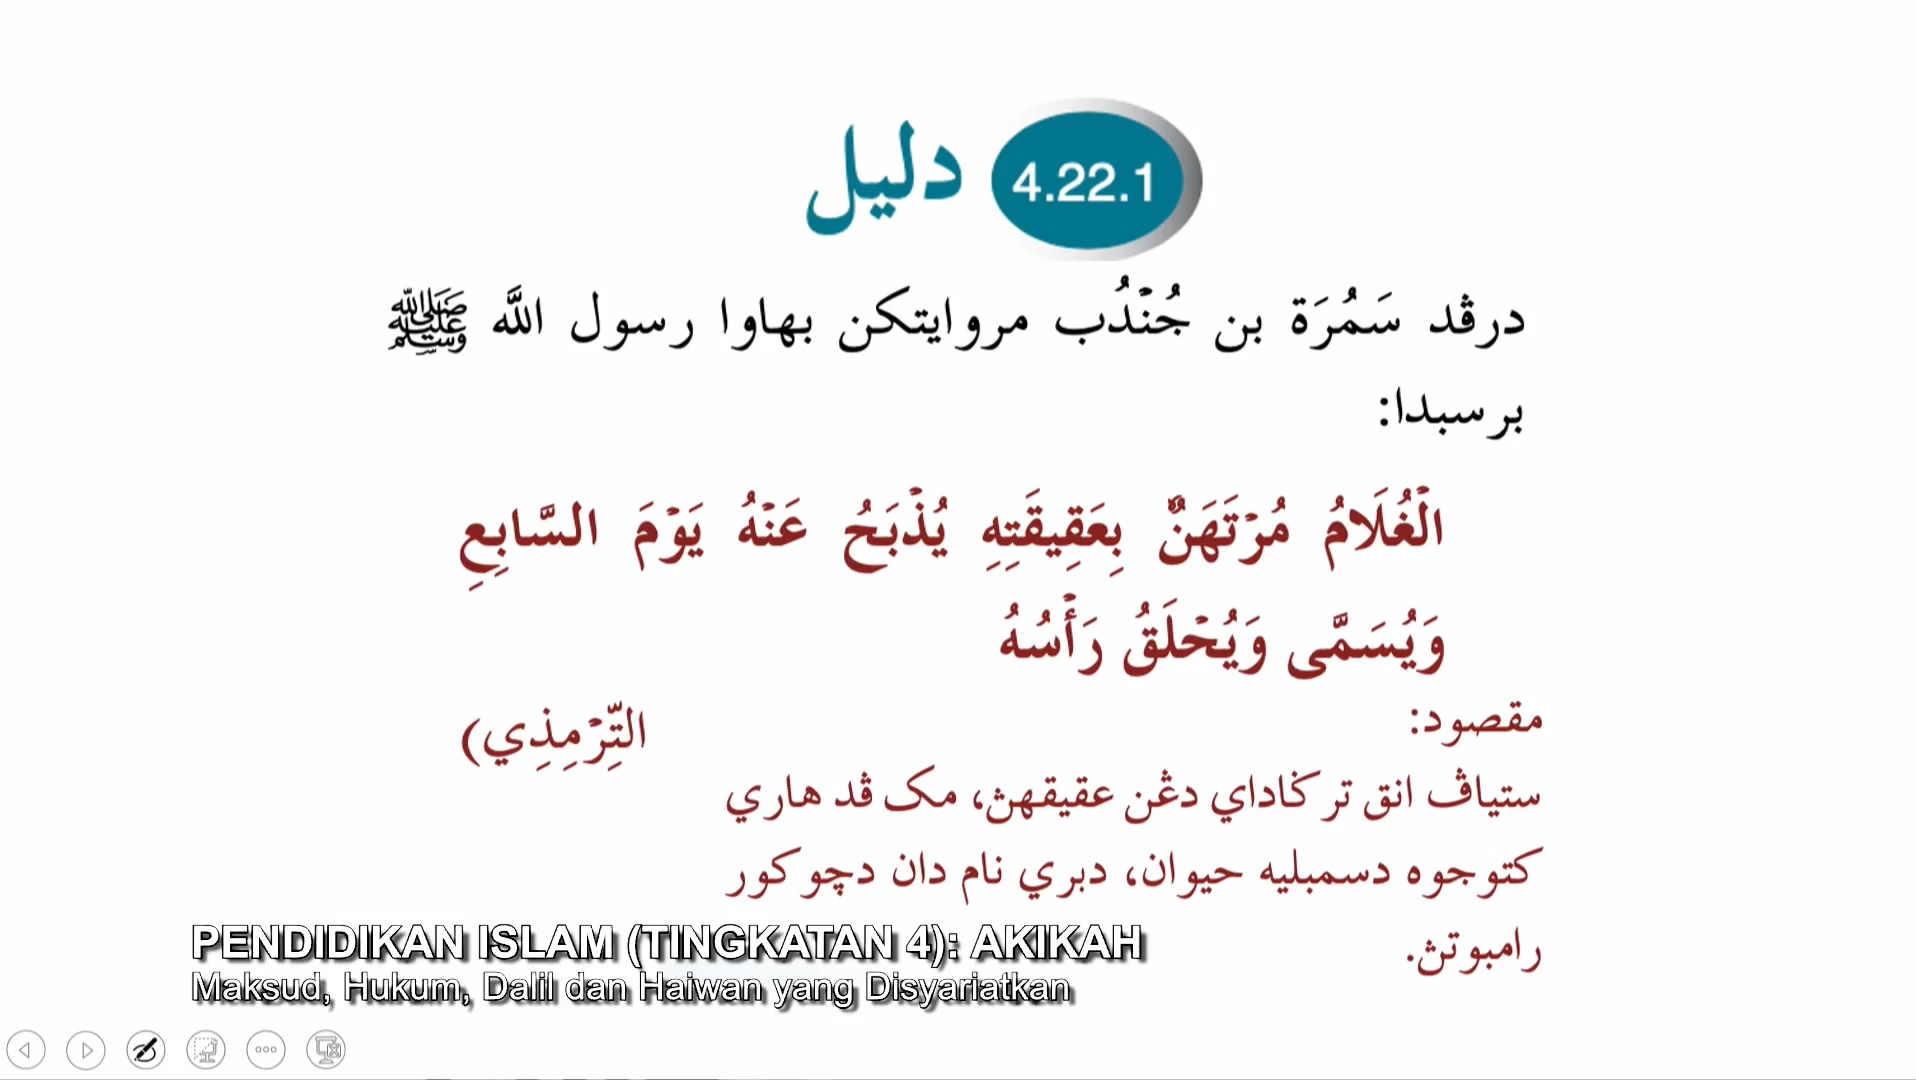 4.22.1 دليل
درڤد سَمُرَة بن جُنْدُب مروايتكن بهاوا رسول الله ﷺ
برسبدا:
الْغُلَامُ مُرْتَهَنٌ بِعَقِيقَتِهِ يُذْبَحُ عَنْهُ يَوْمَ السَّابِعِ
وَيُسَمَّى وَيُحْلَقُ رَأْسُهُ
التِّرْمِذِي)
مقصود:
ستياڤ انق ترݢاداي دڠن عقيقهڽ، مک ڤد هاري
كتوجوه دسمبليه حيوان، دبري نام دان دچوكور
رامبوتڽ.
PENDIDIKAN ISLAM (TINGKATAN 4): AKIKAH
Maksud, Hukum, Dalil dan Haiwan yang Disyariatkan